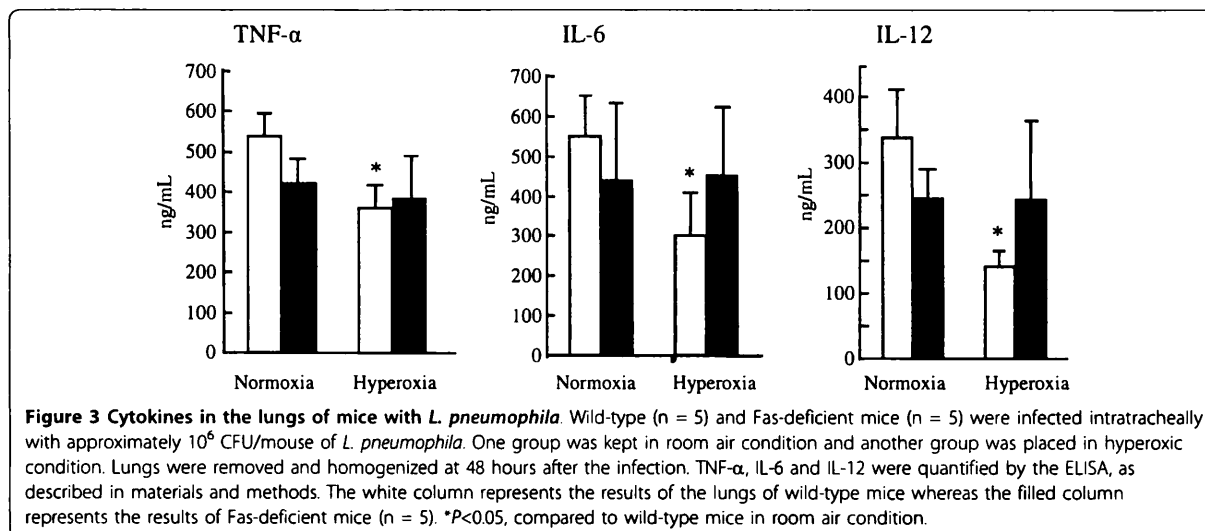 TNF-α IL-6 IL-12
700
600
500
400
300
200
100
0
ng/mL
*
Normoxia Hyperoxia
700
600
500
400
300
200
100
0
ng/mL
*
Normoxia Hyperoxia
400
300
200
100
0
ng/mL
*
Normoxia Hyperoxia
Figure 3 Cytokines in the lungs of mice with L. pneumophila. Wild-type (n = 5) and Fas-deficient mice (n = 5) were infected intratracheally
with approximately 10⁶ CFU/mouse of L. pneumophila. One group was kept in room air condition and another group was placed in hyperoxic
condition. Lungs were removed and homogenized at 48 hours after the infection. TNF-α, IL-6 and IL-12 were quantified by the ELISA, as
described in materials and methods. The white column represents the results of the lungs of wild-type mice whereas the filled column
represents the results of Fas-deficient mice (n = 5). *P<0.05, compared to wild-type mice in room air condition.